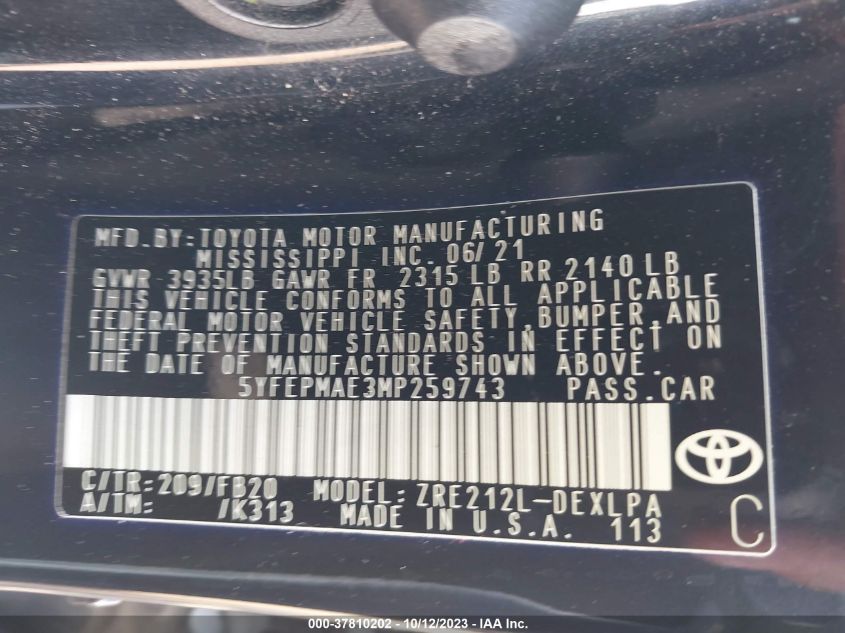 MFD.BY:TOYOTA MOTOR MANUFACTURING
MISSISSIPPI INC. 06/21
GVWR 3935LB GAWR FR 2315 LB RR 2140 LB
THIS VEHICLE CONFORMS TO ALL APPLICABLE
FEDERAL MOTOR VEHICLE SAFETY,BUMPER,AND
THEFT PREVENTION STANDARDS IN EFFECT ON
THE DATE OF MANUFACTURE SHOWN ABOVE.
5YFEPMAE3MP259743 PASS.CAR
C/TR:209/FB20 MODEL:ZRE212L-DEXLPA
A/TM: /K313 MADE IN U.S.A. 113
C
000-37810202 - 10/12/2023 - IAA Inc.